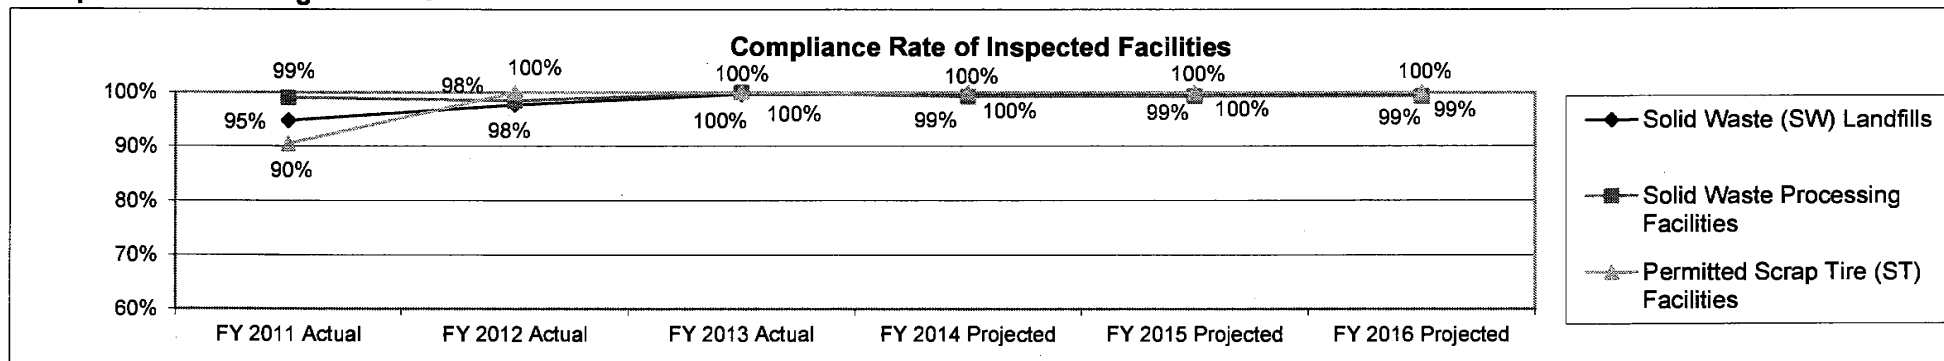 Compliance Rate of Inspected Facilities
99%
98%
100%
100%
100%
100%
100%
100%
95%
98%
100%
100%
99%
100%
99%
100%
99%
99%
90%
90%
80%
70%
60%
FY 2011 Actual
FY 2012 Actual
FY 2013 Actual
FY 2014 Projected
FY 2015 Projected
FY 2016 Projected
Solid Waste (SW) Landfills
Solid Waste Processing
Facilities
Permitted Scrap Tire (ST)
Facilities